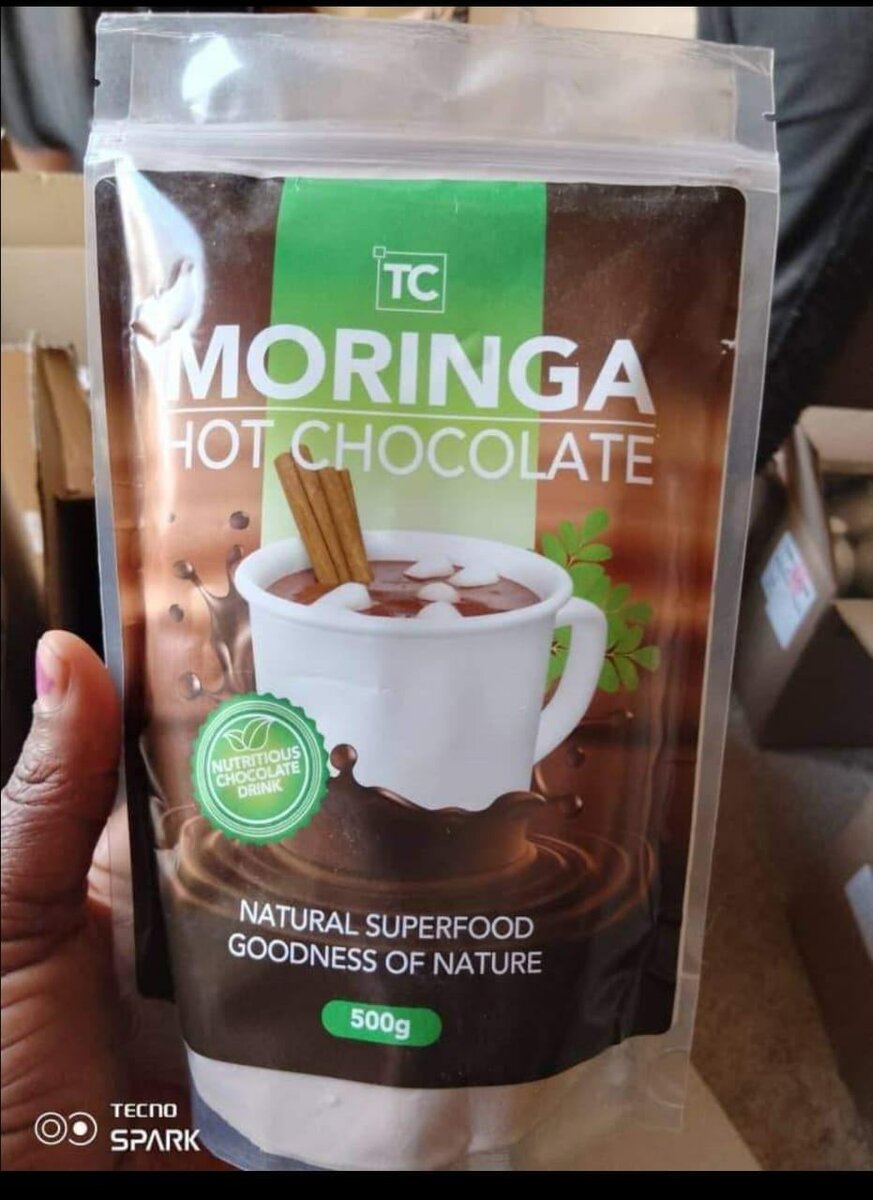 TC
MORINGA
HOT CHOCOLATE
NUTRITIOUS
CHOCOLATE
DRINK
NATURAL SUPERFOOD
GOODNESS OF NATURE
500g
TECNO
SPARK